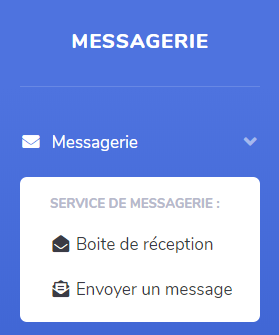 MESSAGERIE
Messagerie
SERVICE DE MESSAGERIE :
Boite de réception
Envoyer un message